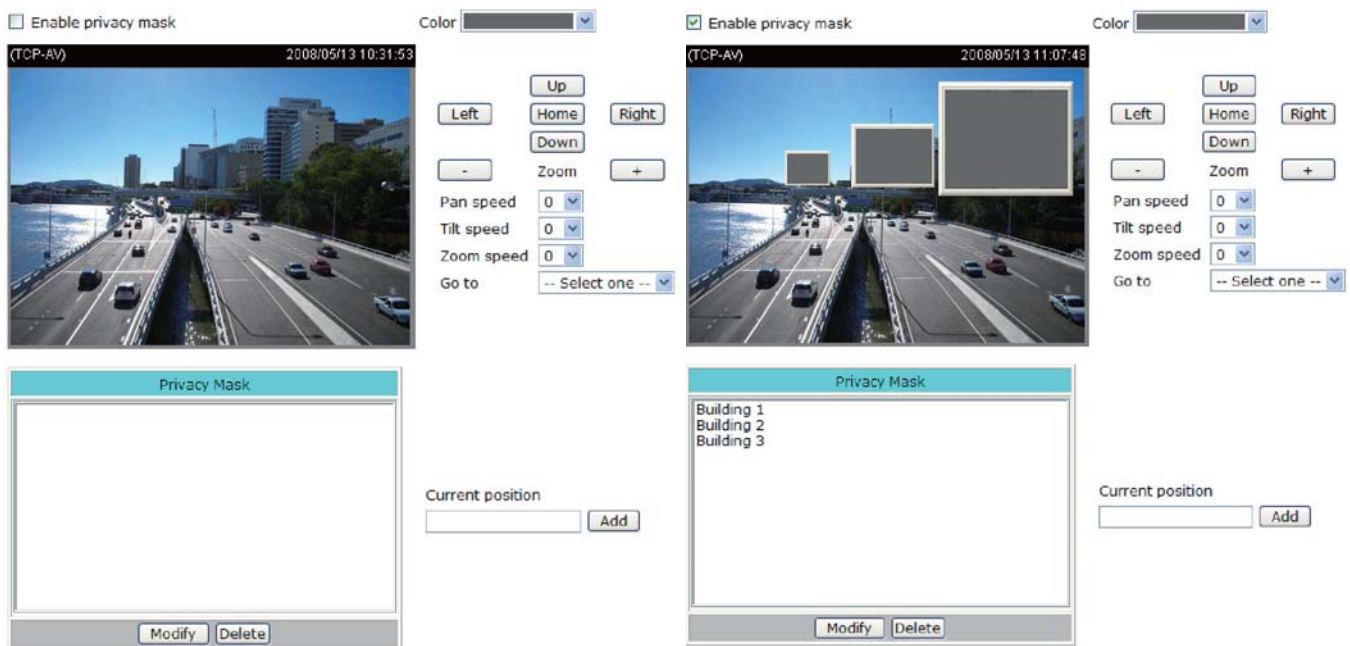 Enable privacy mask
Color
(TCP-AV) 2008/05/13 10:31:53
Up
Left Home Right
Down
- Zoom +
Pan speed 0
Tilt speed 0
Zoom speed 0
Go to -- Select one --
Privacy Mask
Current position
Add
Modify Delete
Enable privacy mask
Color
(TCP-AV) 2008/05/13 11:07:48
Up
Left Home Right
Down
- Zoom +
Pan speed 0
Tilt speed 0
Zoom speed 0
Go to -- Select one --
Privacy Mask
Building 1
Building 2
Building 3
Current position
Add
Modify Delete